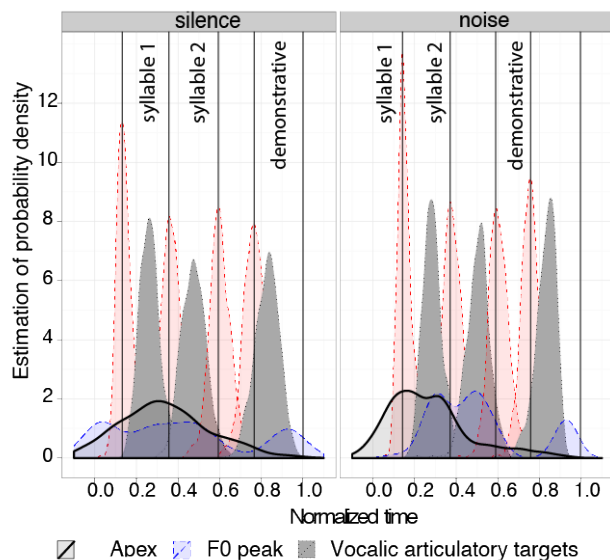 silence
noise
syllable 1
syllable 2
demonstrative
syllable 1
syllable 2
demonstrative
Estimation of probability density
12
10
8
6
4
2
0
0.0 0.2 0.4 0.6 0.8 1.0
0.0 0.2 0.4 0.6 0.8 1.0
Normalized time
Apex F0 peak Vocalic articulatory targets